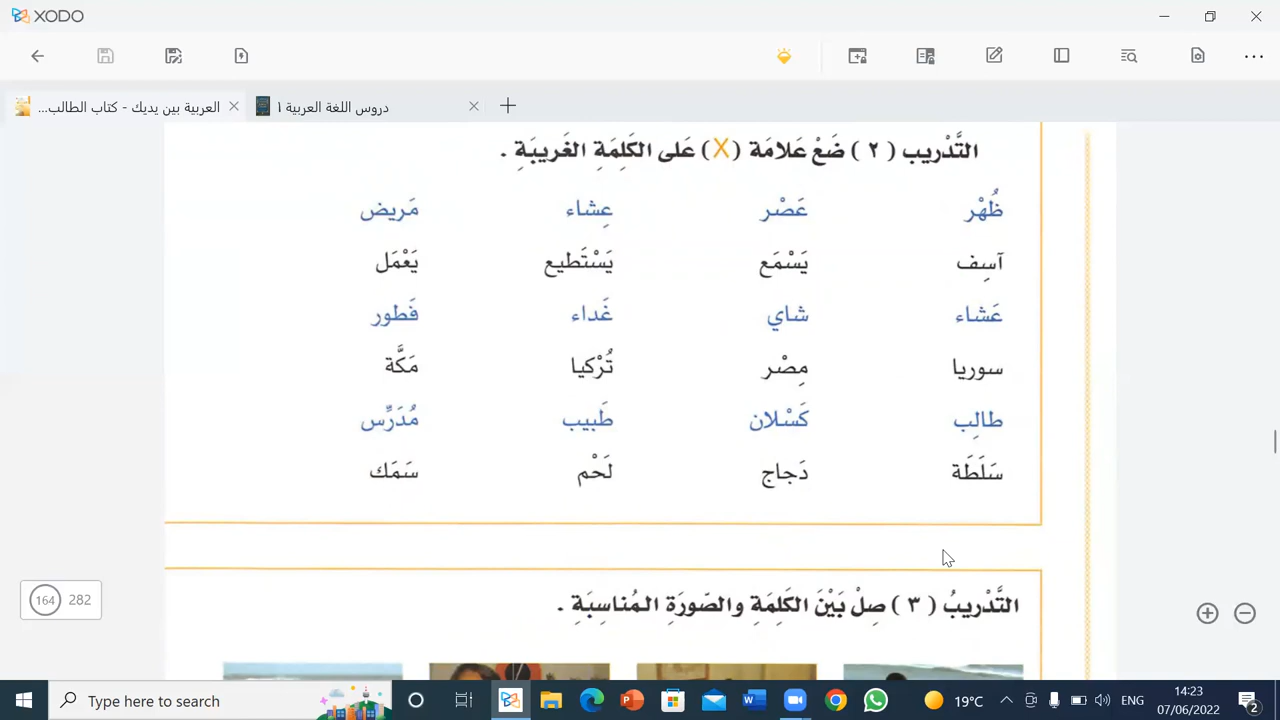 XODO
العربية بين يديك - كتاب الطالب...
دروس اللغة العربية ١
التَّدْريب ( ٢ ) ضَعْ عَلامَة (X) عَلى الكَلِمَةِ الغَريبَةِ .
ظُهْر عَصْر عِشاء مَريض
آسِف يَسْمَع يَسْتَطيع يَعْمَل
عَشاء شاي غَداء فَطور
سوريا مِصْر تُرْكيا مَكَّة
طالِب كَسْلان طَبيب مُدَرِّس
سَلَطَة دَجاج لَحْم سَمَك
التَّدْريبُ ( ٣ ) صِلْ بَيْنَ الكَلِمَةِ والصّورَةِ المُناسِبَةِ .
164 282
Type here to search
19°C
ENG
14:23
07/06/2022
2